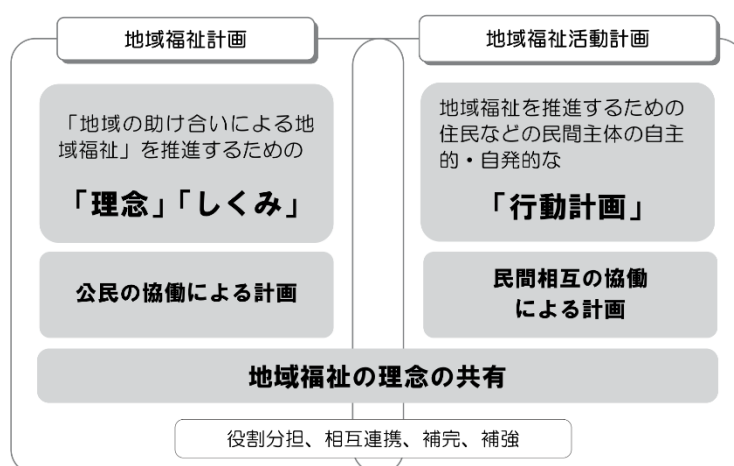 地域福祉計画
「地域の助け合いによる地
域福祉」を推進するための
「理念」「しくみ」
公民の協働による計画
地域福祉活動計画
地域福祉を推進するための
住民などの民間主体の自主
的・自発的な
「行動計画」
民間相互の協働
による計画
地域福祉の理念の共有
役割分担、相互連携、補完、補強